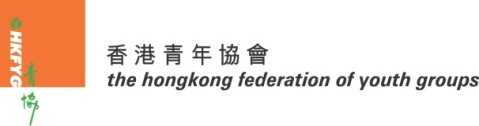 HKFYG
青協
香港青年協會
the hongkong federation of youth groups